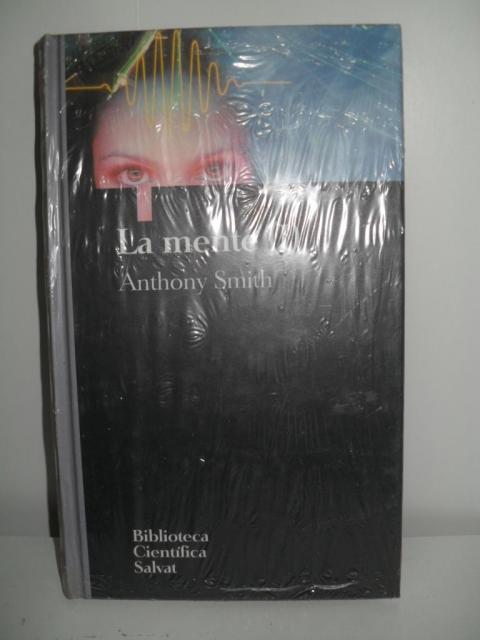 La mente
Anthony Smith
Biblioteca
Científica
Salvat